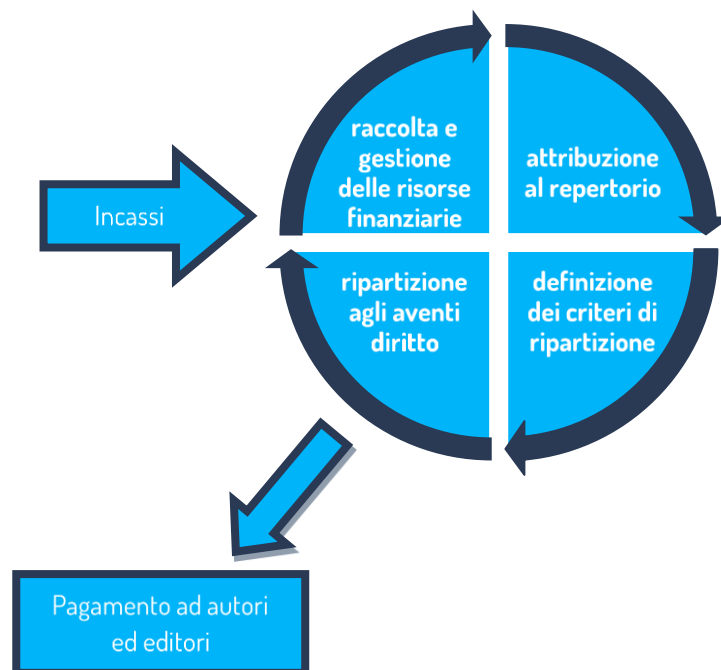 Incassi
raccolta e
gestione
delle risorse
finanziarie
attribuzione
al repertorio
definizione
dei criteri di
ripartizione
ripartizione
agli aventi
diritto
Pagamento ad autori
ed editori